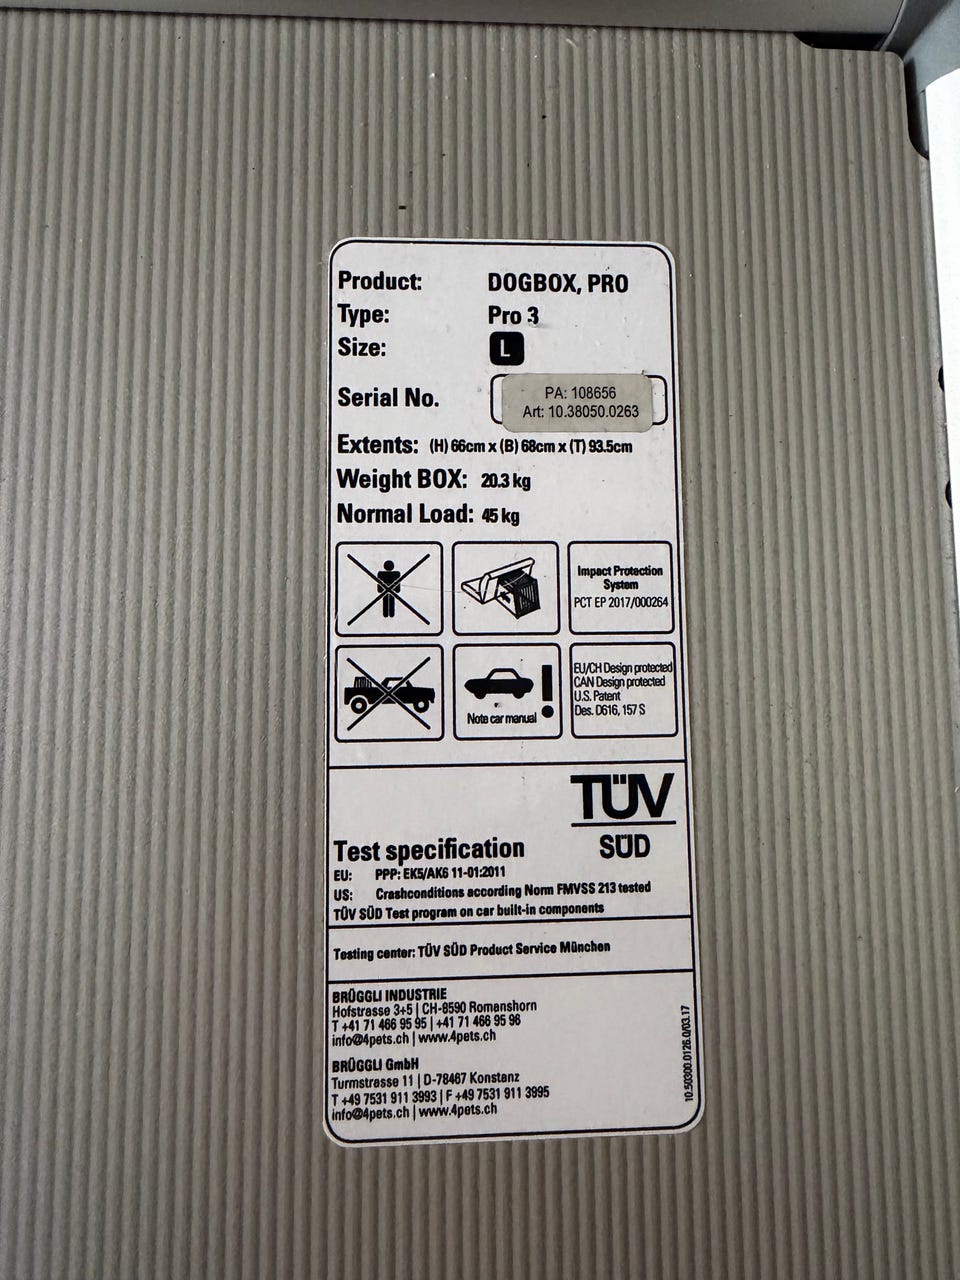 Product: DOGBOX, PRO
Type: Pro 3
Size: L
Serial No. PA: 108656
Art: 10.38050.0263
Extents: (H) 66cm x (B) 68cm x (T) 93.5cm
Weight BOX: 20.3 kg
Normal Load: 45 kg
Impact Protection
System
PCT EP 2017/000264
Note car manual !
EU/CH Design protected
CAN Design protected
U.S. Patent
Des. D616, 157 S
TÜV
SÜD
Test specification
EU: PPP: EK5/AK6 11-01:2011
US: Crashconditions according Norm FMVSS 213 tested
TÜV SÜD Test program on car built-in components
Testing center: TÜV SÜD Product Service München
BRÜGGLI INDUSTRIE
Hofstrasse 3+5 | CH-8590 Romanshorn
T +41 71 466 95 95 | +41 71 466 95 96
info@4pets.ch | www.4pets.ch
BRÜGGLI GmbH
Turmstrasse 11 | D-78467 Konstanz
T +49 7531 911 3993 | F +49 7531 911 3995
info@4pets.ch | www.4pets.ch
10.50300.0126.0/03.17